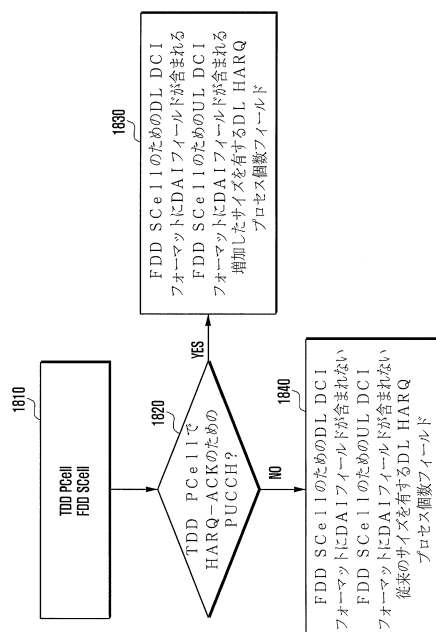 1810
TDD PCell
FDD SCell
1820
TDD PCellで
HARQ-ACKのための
PUCCH?
YES
1830
FDD SCellのためのDL DCI
フォーマットにDAIフィールドが含まれる
FDD SCellのためのUL DCI
フォーマットにDAIフィールドが含まれる
増加したサイズを有するDL HARQ
プロセス個数フィールド
NO
1840
FDD SCellのためのDL DCI
フォーマットにDAIフィールドが含まれない
FDD SCellのためのUL DCI
フォーマットにDAIフィールドが含まれない
従来のサイズを有するDL HARQ
プロセス個数フィールド